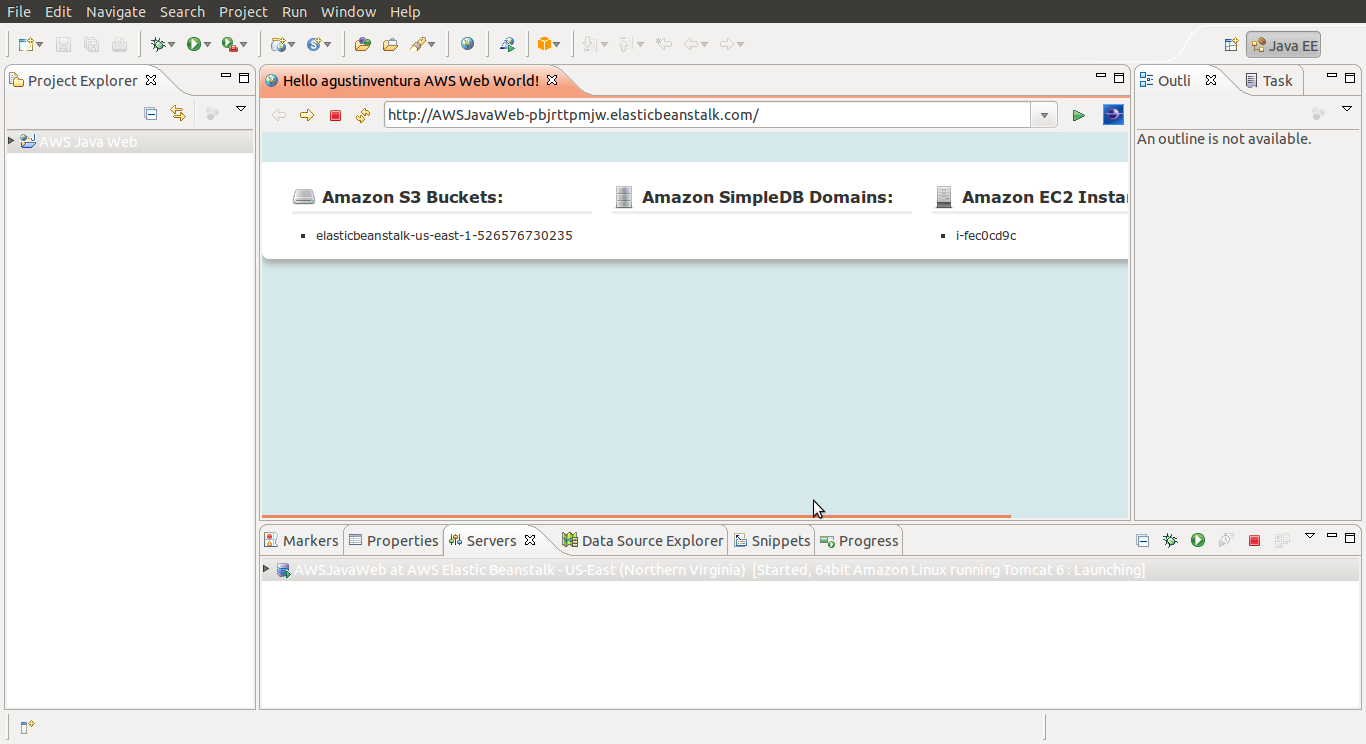 File Edit Navigate Search Project Run Window Help
Java EE
Project Explorer
AWS Java Web
Hello agustinventura AWS Web World!
http://AWSJavaWeb-pbjrttpmjw.elasticbeanstalk.com/
Amazon S3 Buckets:
elasticbeanstalk-us-east-1-526576730235
Amazon SimpleDB Domains:
Amazon EC2 Instan
i-fec0cd9c
Outli Task
An outline is not available.
Markers Properties Servers Data Source Explorer Snippets Progress
AWSJavaWeb at AWS Elastic Beanstalk - US-East (Northern Virginia) [Started, 64bit Amazon Linux running Tomcat 6 : Launching]